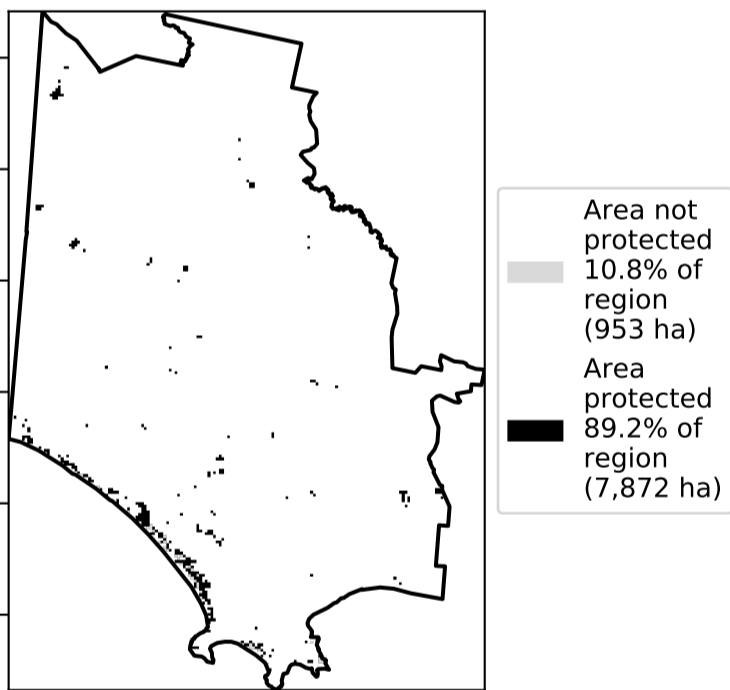 Area not
protected
10.8% of
region
(953 ha)
Area
protected
89.2% of
region
(7,872 ha)